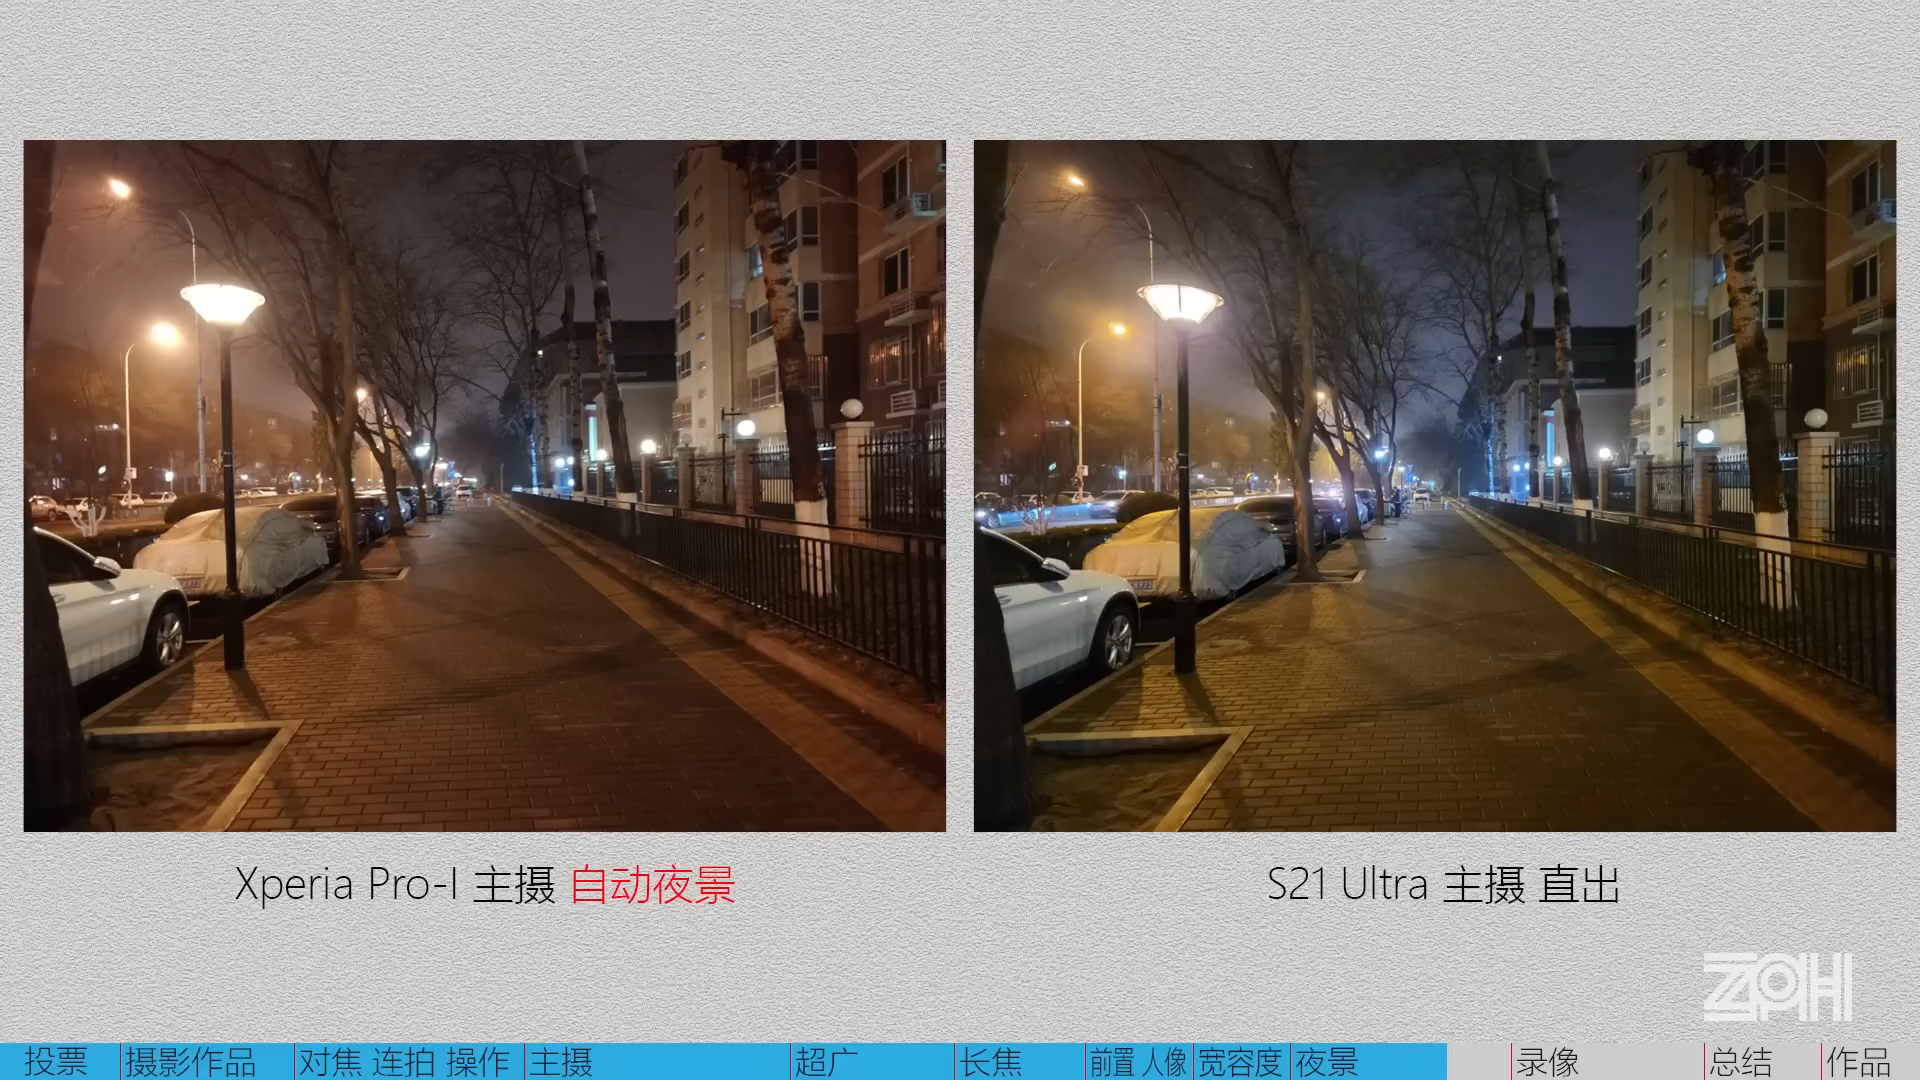 Xperia Pro-I 主摄 自动夜景
S21 Ultra 主摄 直出
ZPH
投票 摄影作品 对焦 连拍 操作 主摄 超广 长焦 前置 人像 宽容度 夜景 录像 总结 作品